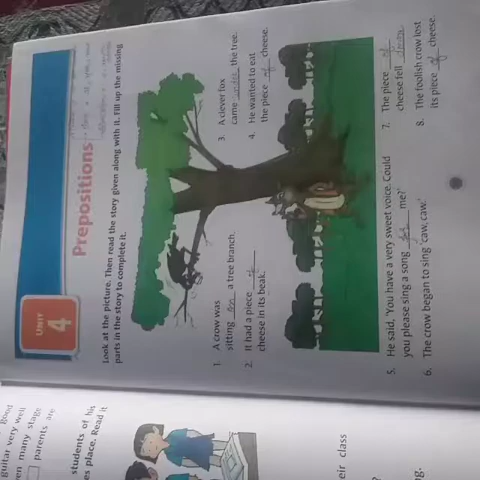 UNIT
4
Prepositions
Look at the picture. Then read the story given along with it. Fill up the missing
parts in the story to complete it.
1. A crow was
sitting on a tree branch.
2. It had a piece of
cheese in its beak.
3. A clever fox
came under the tree.
4. He wanted to eat
the piece of cheese.
5. He said, 'You have a very sweet voice. Could
you please sing a song for me?'
6. The crow began to sing 'caw, caw.'
7. The piece of
cheese fell down.
8. The foolish crow lost
its piece of cheese.
good
guitar very well
en many stage
parents are
students of his
es place. Read it
eir class
?
ng.